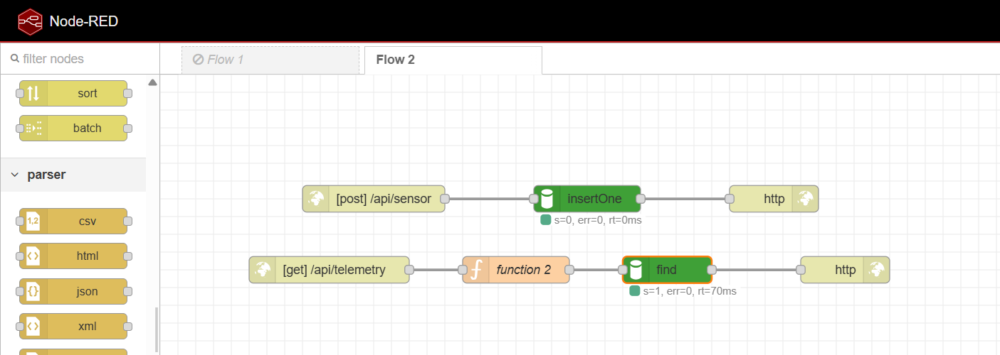 Node-RED
filter nodes
Flow 1
Flow 2
sort
batch
parser
1,2
csv
html
json
xml
[post] /api/sensor
insertOne
http
s=0, err=0, rt=0ms
[get] /api/telemetry
function 2
find
http
s=1, err=0, rt=70ms